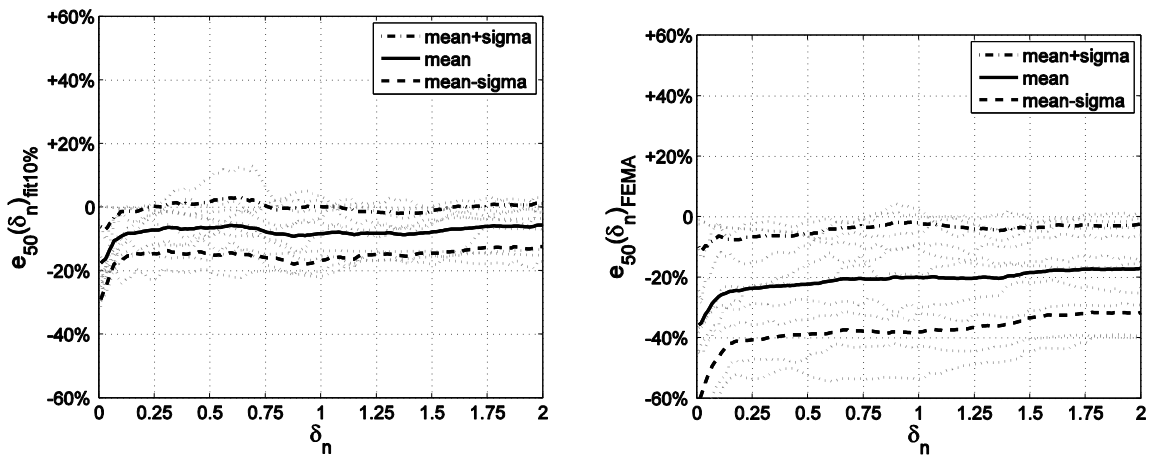 +60%
+40%
+20%
0
-20%
-40%
-60%
e50(δn)fit10%
mean+sigma
mean
mean-sigma
0 0.25 0.5 0.75 1 1.25 1.5 1.75 2
δn
+60%
+40%
+20%
0
-20%
-40%
-60%
e50(δn)FEMA
mean+sigma
mean
mean-sigma
0 0.25 0.5 0.75 1 1.25 1.5 1.75 2
δn